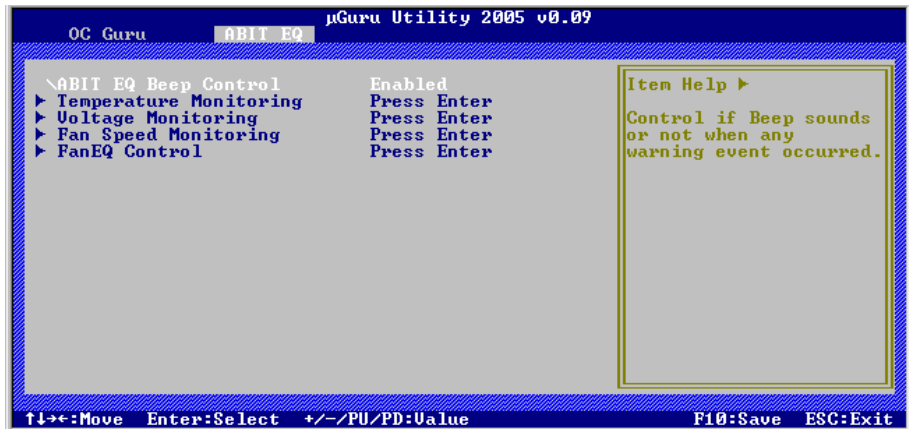 µGuru Utility 2005 v0.09
OC Guru ABIT EQ
\ABIT EQ Beep Control Enabled
► Temperature Monitoring Press Enter
► Voltage Monitoring Press Enter
► Fan Speed Monitoring Press Enter
► FanEQ Control Press Enter
Item Help ►
Control if Beep sounds
or not when any
warning event occurred.
↑↓→←:Move Enter:Select +/-/PU/PD:Value F10:Save ESC:Exit